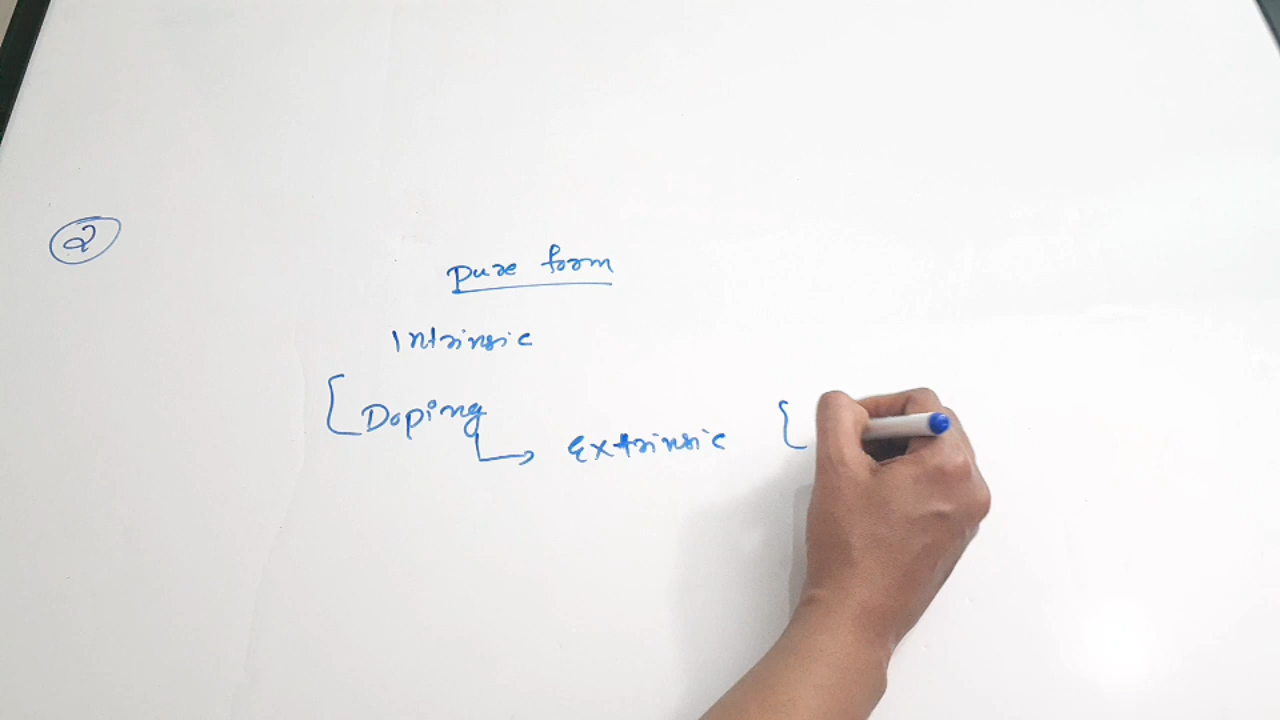 2
Pure form
Intrinsic
[Doping
↳ Extrinsic {